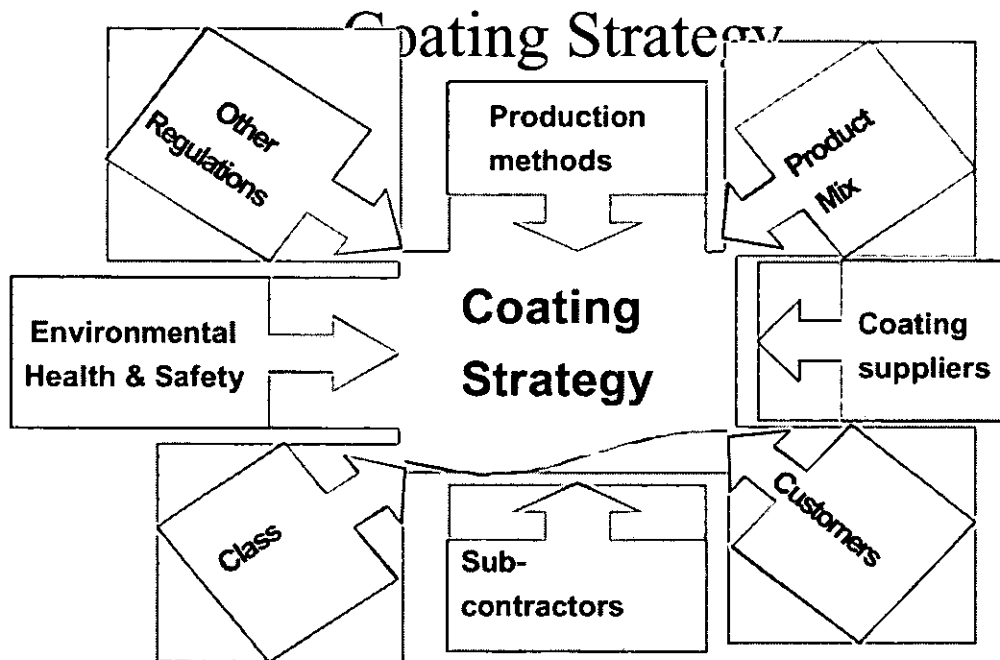 Coating Strategy
Other
Regulations
Production
methods
Product
Mix
Environmental
Health & Safety
Coating
Strategy
Coating
suppliers
Class
Sub-
contractors
Customers